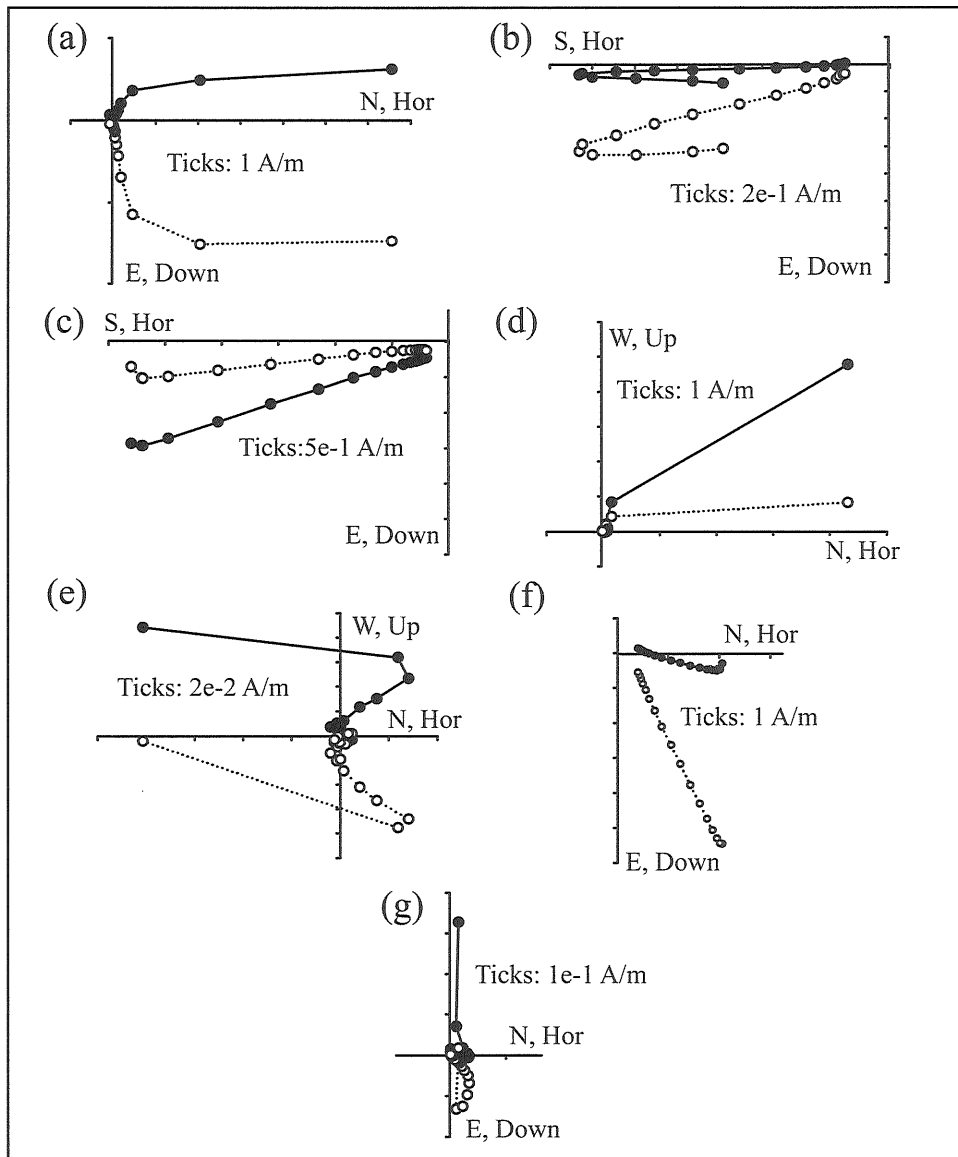 (a)
N, Hor
Ticks: 1 A/m
E, Down
(b)
S, Hor
Ticks: 2e-1 A/m
E, Down
(c)
S, Hor
Ticks:5e-1 A/m
E, Down
(d)
W, Up
Ticks: 1 A/m
N, Hor
(e)
W, Up
Ticks: 2e-2 A/m
N, Hor
(f)
N, Hor
Ticks: 1 A/m
E, Down
(g)
Ticks: 1e-1 A/m
N, Hor
E, Down